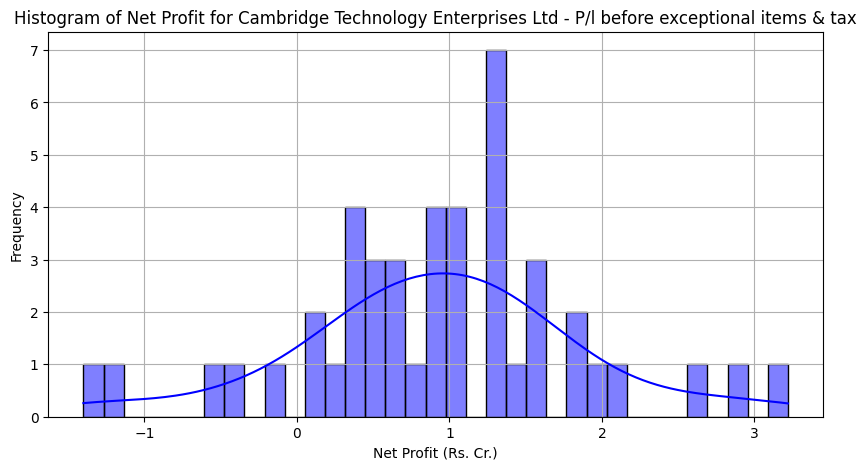 Histogram of Net Profit for Cambridge Technology Enterprises Ltd - P/l before exceptional items & tax
7
6
5
4
3
2
1
0
Frequency
−1 0 1 2 3
Net Profit (Rs. Cr.)